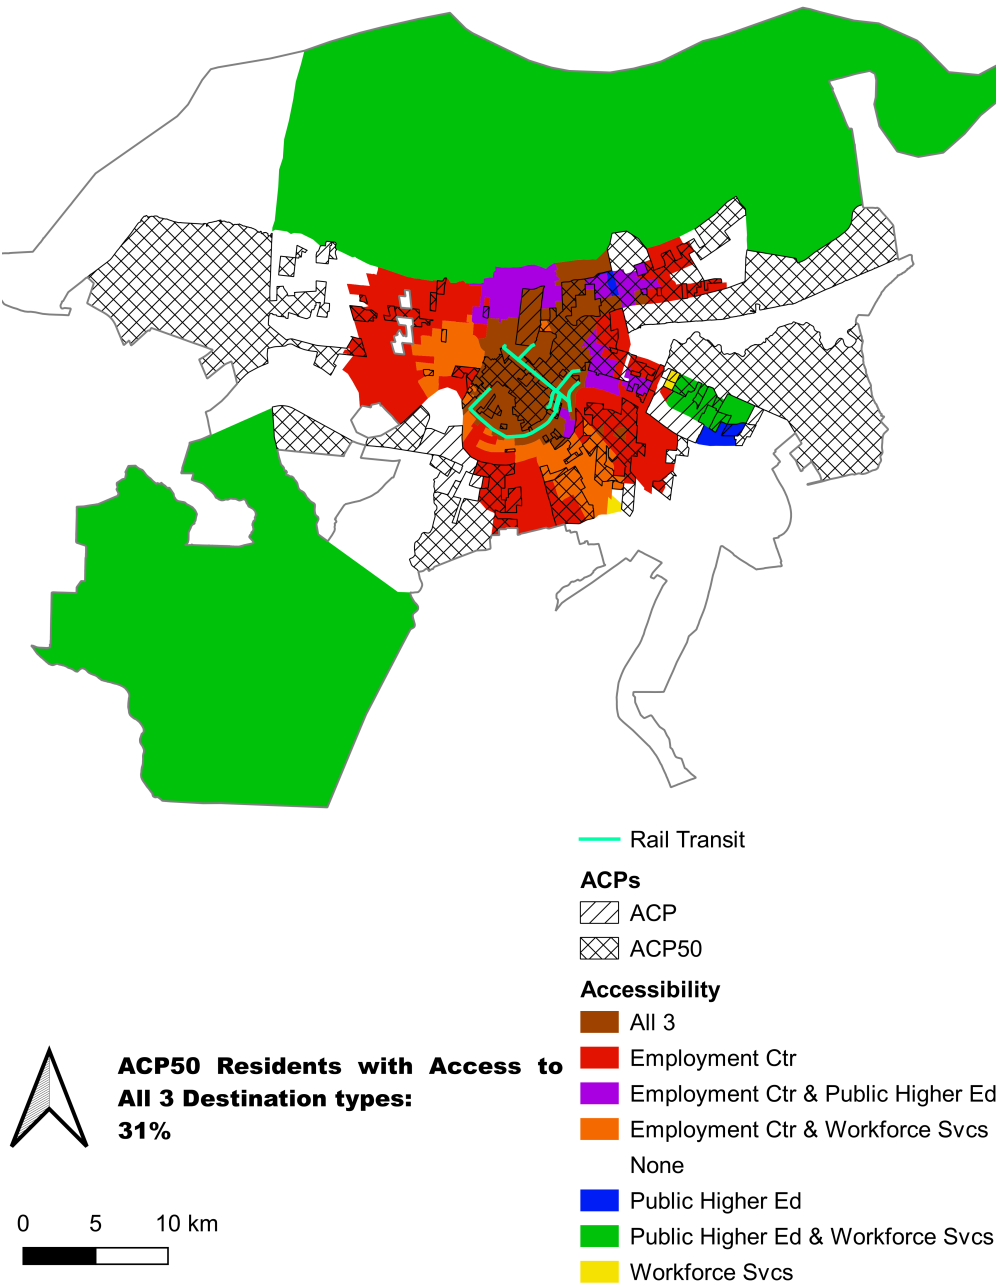 Rail Transit
ACPs
ACP
ACP50
Accessibility
All 3
Employment Ctr
Employment Ctr & Public Higher Ed
Employment Ctr & Workforce Svcs
None
Public Higher Ed
Public Higher Ed & Workforce Svcs
Workforce Svcs
ACP50 Residents with Access to
All 3 Destination types:
31%
0 5 10 km